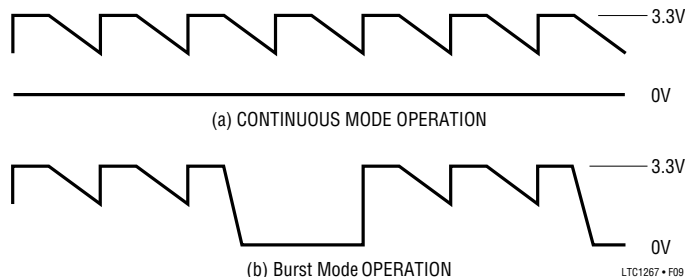 3.3V
0V
(a) CONTINUOUS MODE OPERATION
3.3V
0V
(b) Burst Mode OPERATION
LTC1267 • F09